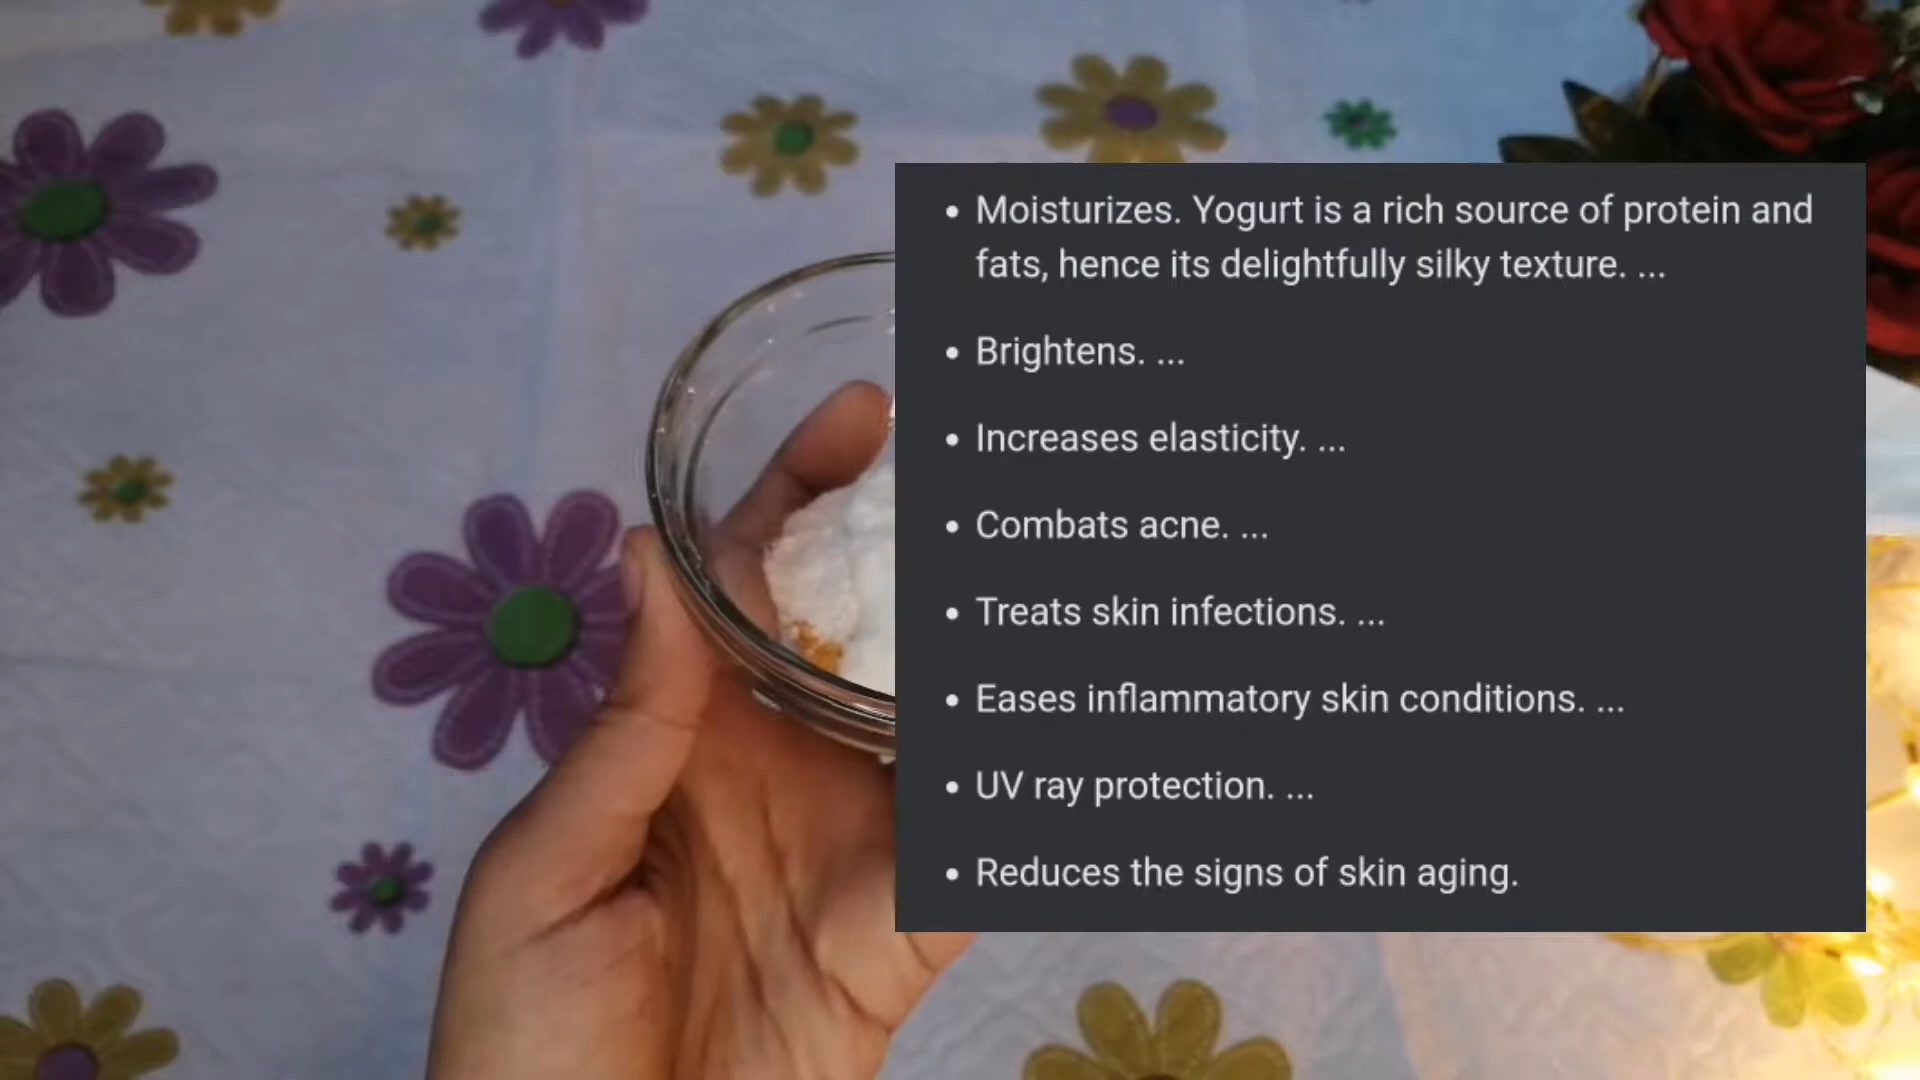 • Moisturizes. Yogurt is a rich source of protein and
fats, hence its delightfully silky texture. ...
• Brightens. ...
• Increases elasticity. ...
• Combats acne. ...
• Treats skin infections. ...
• Eases inflammatory skin conditions. ...
• UV ray protection. ...
• Reduces the signs of skin aging.